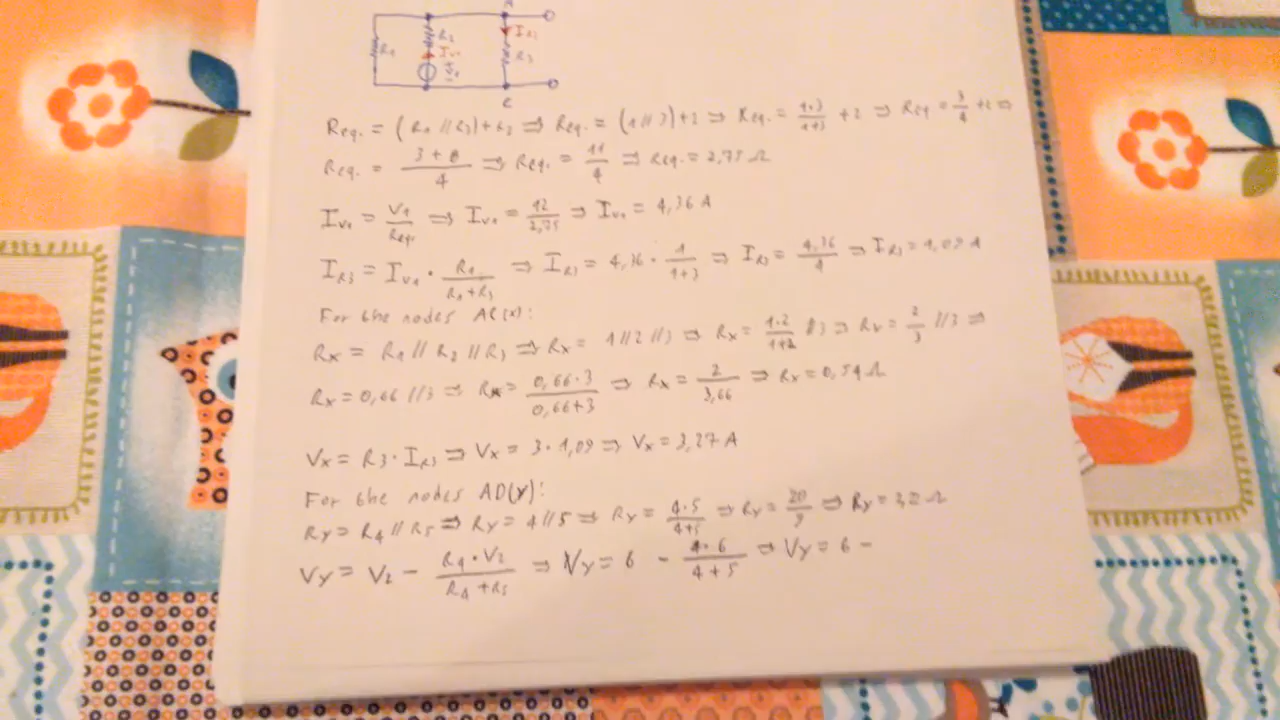 R1 R2 R3
Req. = (R1 // R3) + R2 ⇒ Req. = (1 // 3) + 2 ⇒ Req. = 1·3/1+3 + 2 ⇒ Req. = 3/4 + 2 ⇒
Req. = 3+8/4 ⇒ Req. = 11/4 ⇒ Req. = 2,75 Ω
Iv1 = V1/Req. ⇒ Iv1 = 12/2,75 ⇒ Iv1 = 4,36 A
IR3 = Iv1 · R1/R1+R3 ⇒ IR3 = 4,36 · 1/1+3 ⇒ IR3 = 4,36/4 ⇒ IR3 = 1,09 A
For the nodes AC(x):
Rx = R1 // R2 // R3 ⇒ Rx = 1 // 2 // 3 ⇒ Rx = 1·2/1+2 // 3 ⇒ Rx = 2/3 // 3 ⇒
Rx = 0,66 // 3 ⇒ Rx = 0,66·3/0,66+3 ⇒ Rx = 2/3,66 ⇒ Rx = 0,54 Ω
Vx = R3 · IR3 ⇒ Vx = 3 · 1,09 ⇒ Vx = 3,27 A
For the nodes AD(y):
Ry = R4 // R5 ⇒ Ry = 4 // 5 ⇒ Ry = 4·5/4+5 ⇒ Ry = 20/9 ⇒ Ry =
Vy = V2 - R4·V2/R4+R5 ⇒ Vy = 6 - 4·6/4+5 ⇒ Vy = 6 -